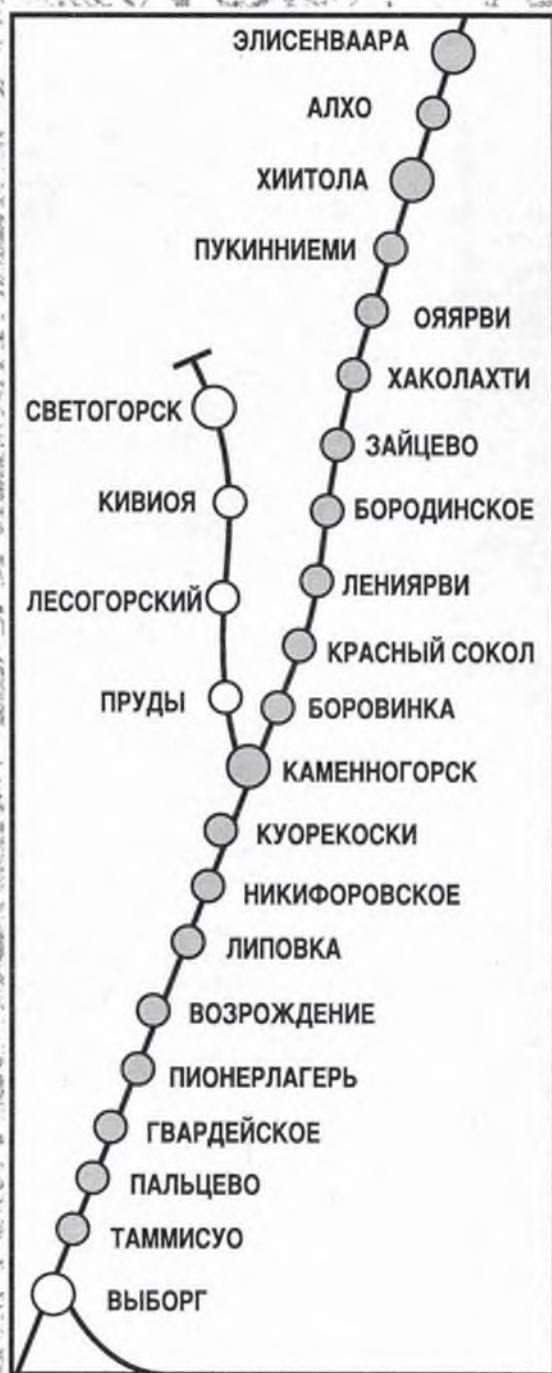 ЭЛИСЕНВААРА
АЛХО
ХИИТОЛА
ПУКИННИЕМИ
ОЯЯРВИ
ХАКОЛАХТИ
СВЕТОГОРСК
ЗАЙЦЕВО
КИВИОЯ
БОРОДИНСКОЕ
ЛЕНИЯРВИ
ЛЕСОГОРСКИЙ
КРАСНЫЙ СОКОЛ
ПРУДЫ
БОРОВИНКА
КАМЕННОГОРСК
КУОРЕКОСКИ
НИКИФОРОВСКОЕ
ЛИПОВКА
ВОЗРОЖДЕНИЕ
ПИОНЕРЛАГЕРЬ
ГВАРДЕЙСКОЕ
ПАЛЬЦЕВО
ТАММИСУО
ВЫБОРГ